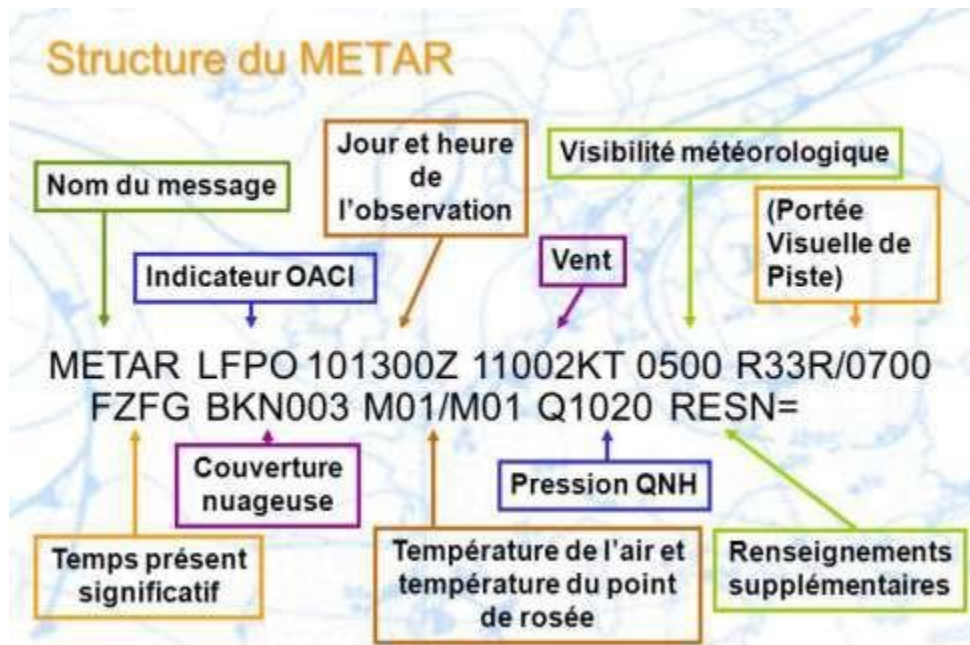 Structure du METAR
Jour et heure
de
l'observation
Visibilité météorologique
Nom du message
(Portée
Visuelle de
Piste)
Vent
Indicateur OACI
METAR LFPO 101300Z 11002KT 0500 R33R/0700
FZFG BKN003 M01/M01 Q1020 RESN=
Couverture
nuageuse
Pression QNH
Temps présent
significatif
Température de l'air et
température du point
de rosée
Renseignements
supplémentaires